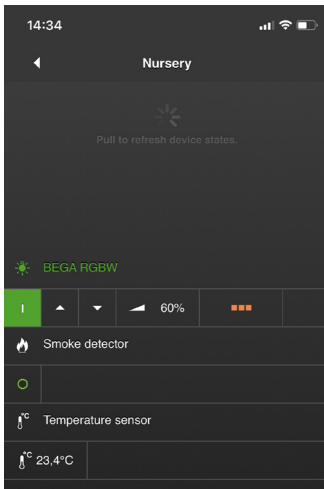 14:34
Nursery
Pull to refresh device states.
BEGA RGBW
I
60%
Smoke detector
°C Temperature sensor
°C 23,4°C